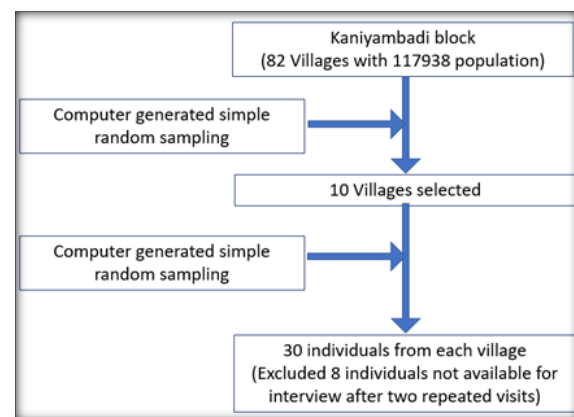 Kaniyambadi block
(82 Villages with 117938 population)
Computer generated simple
random sampling
10 Villages selected
Computer generated simple
random sampling
30 individuals from each village
(Excluded 8 individuals not available for
interview after two repeated visits)